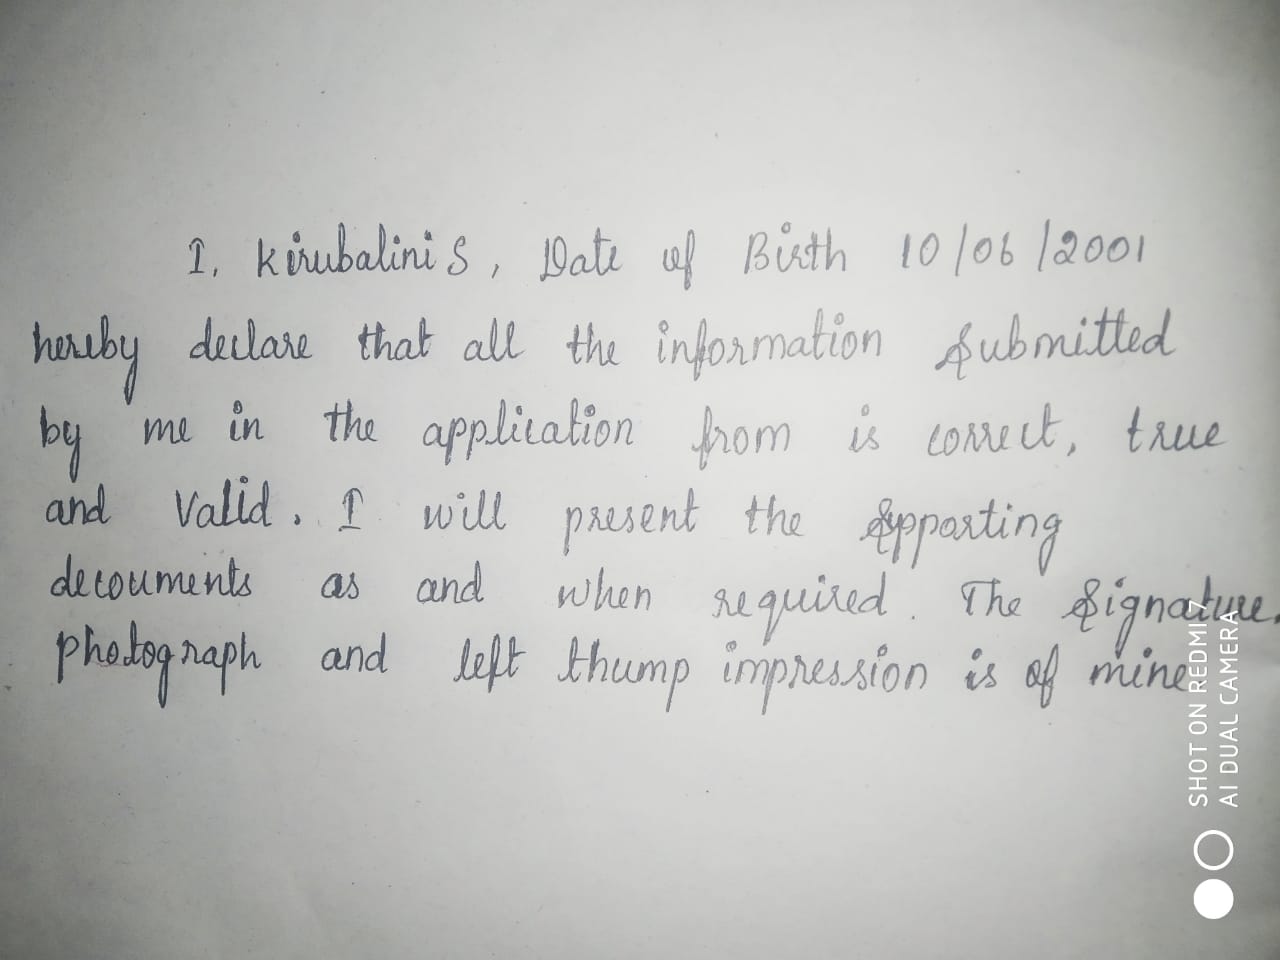 I, Kirubalini S, Date of Birth 10/06/2001
hereby declare that all the information Submitted
by me in the application from is correct, true
and Valid. I will present the Spporting
decouments as and when required. The Signature.
photograph and left thump impression is of mine
SHOT ON REDMI 7
AI DUAL CAMERA